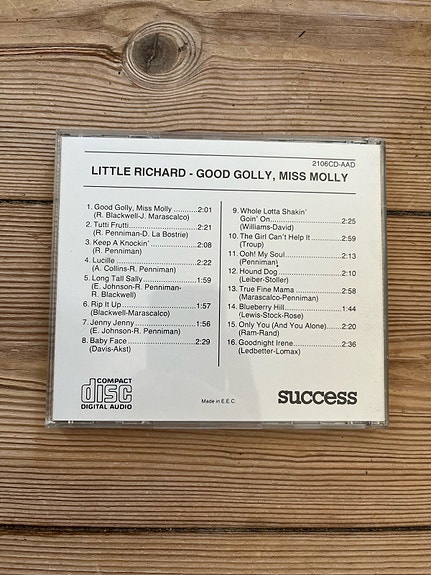 2106CD-AAD
LITTLE RICHARD - GOOD GOLLY, MISS MOLLY
1. Good Golly, Miss Molly .......... 2:01
(R. Blackwell-J. Marascalco)
2. Tutti Frutti .......... 2:21
(R. Penniman-D. La Bostrie)
3. Keep A Knockin' .......... 2:08
(R. Penniman)
4. Lucille .......... 2:22
(A. Collins-R. Penniman)
5. Long Tall Sally .......... 1:59
(E. Johnson-R. Penniman-
R. Blackwell)
6. Rip It Up .......... 1:57
(Blackwell-Marascalco)
7. Jenny Jenny .......... 1:56
(E. Johnson-R. Penniman)
8. Baby Face .......... 2:29
(Davis-Akst)
9. Whole Lotta Shakin'
Goin' On .......... 2:25
(Williams-David)
10. The Girl Can't Help It .. 2:59
(Troup)
11. Ooh! My Soul .......... 2:13
(Penniman)
12. Hound Dog .......... 2:10
(Leiber-Stoller)
13. True Fine Mama .......... 2:58
(Marascalco-Penniman)
14. Blueberry Hill .......... 1:44
(Lewis-Stock-Rose)
15. Only You (And You Alone) .. 2:20
(Ram-Rand)
16. Goodnight Irene .......... 2:36
(Ledbetter-Lomax)
COMPACT
disc
DIGITAL AUDIO
Made in E.E.C.
success